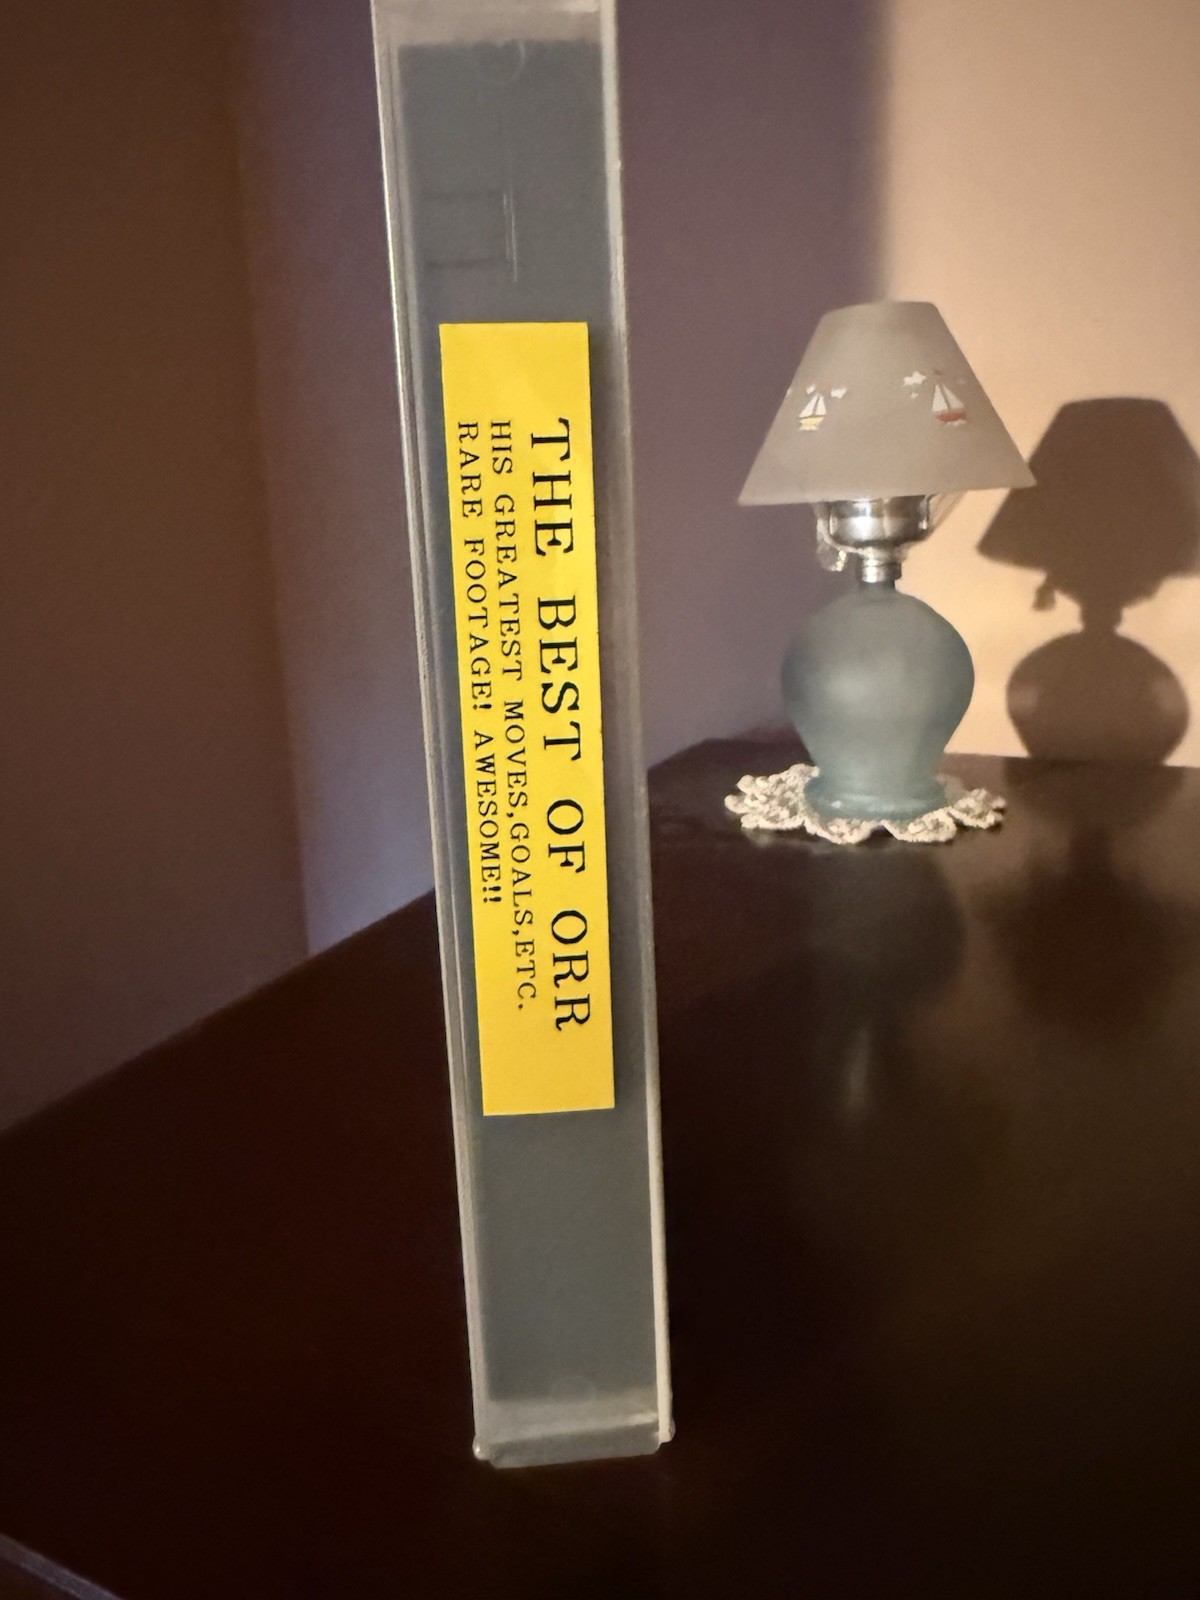 THE BEST OF ORR
HIS GREATEST MOVES,GOALS,ETC.
RARE FOOTAGE! AWESOME!!